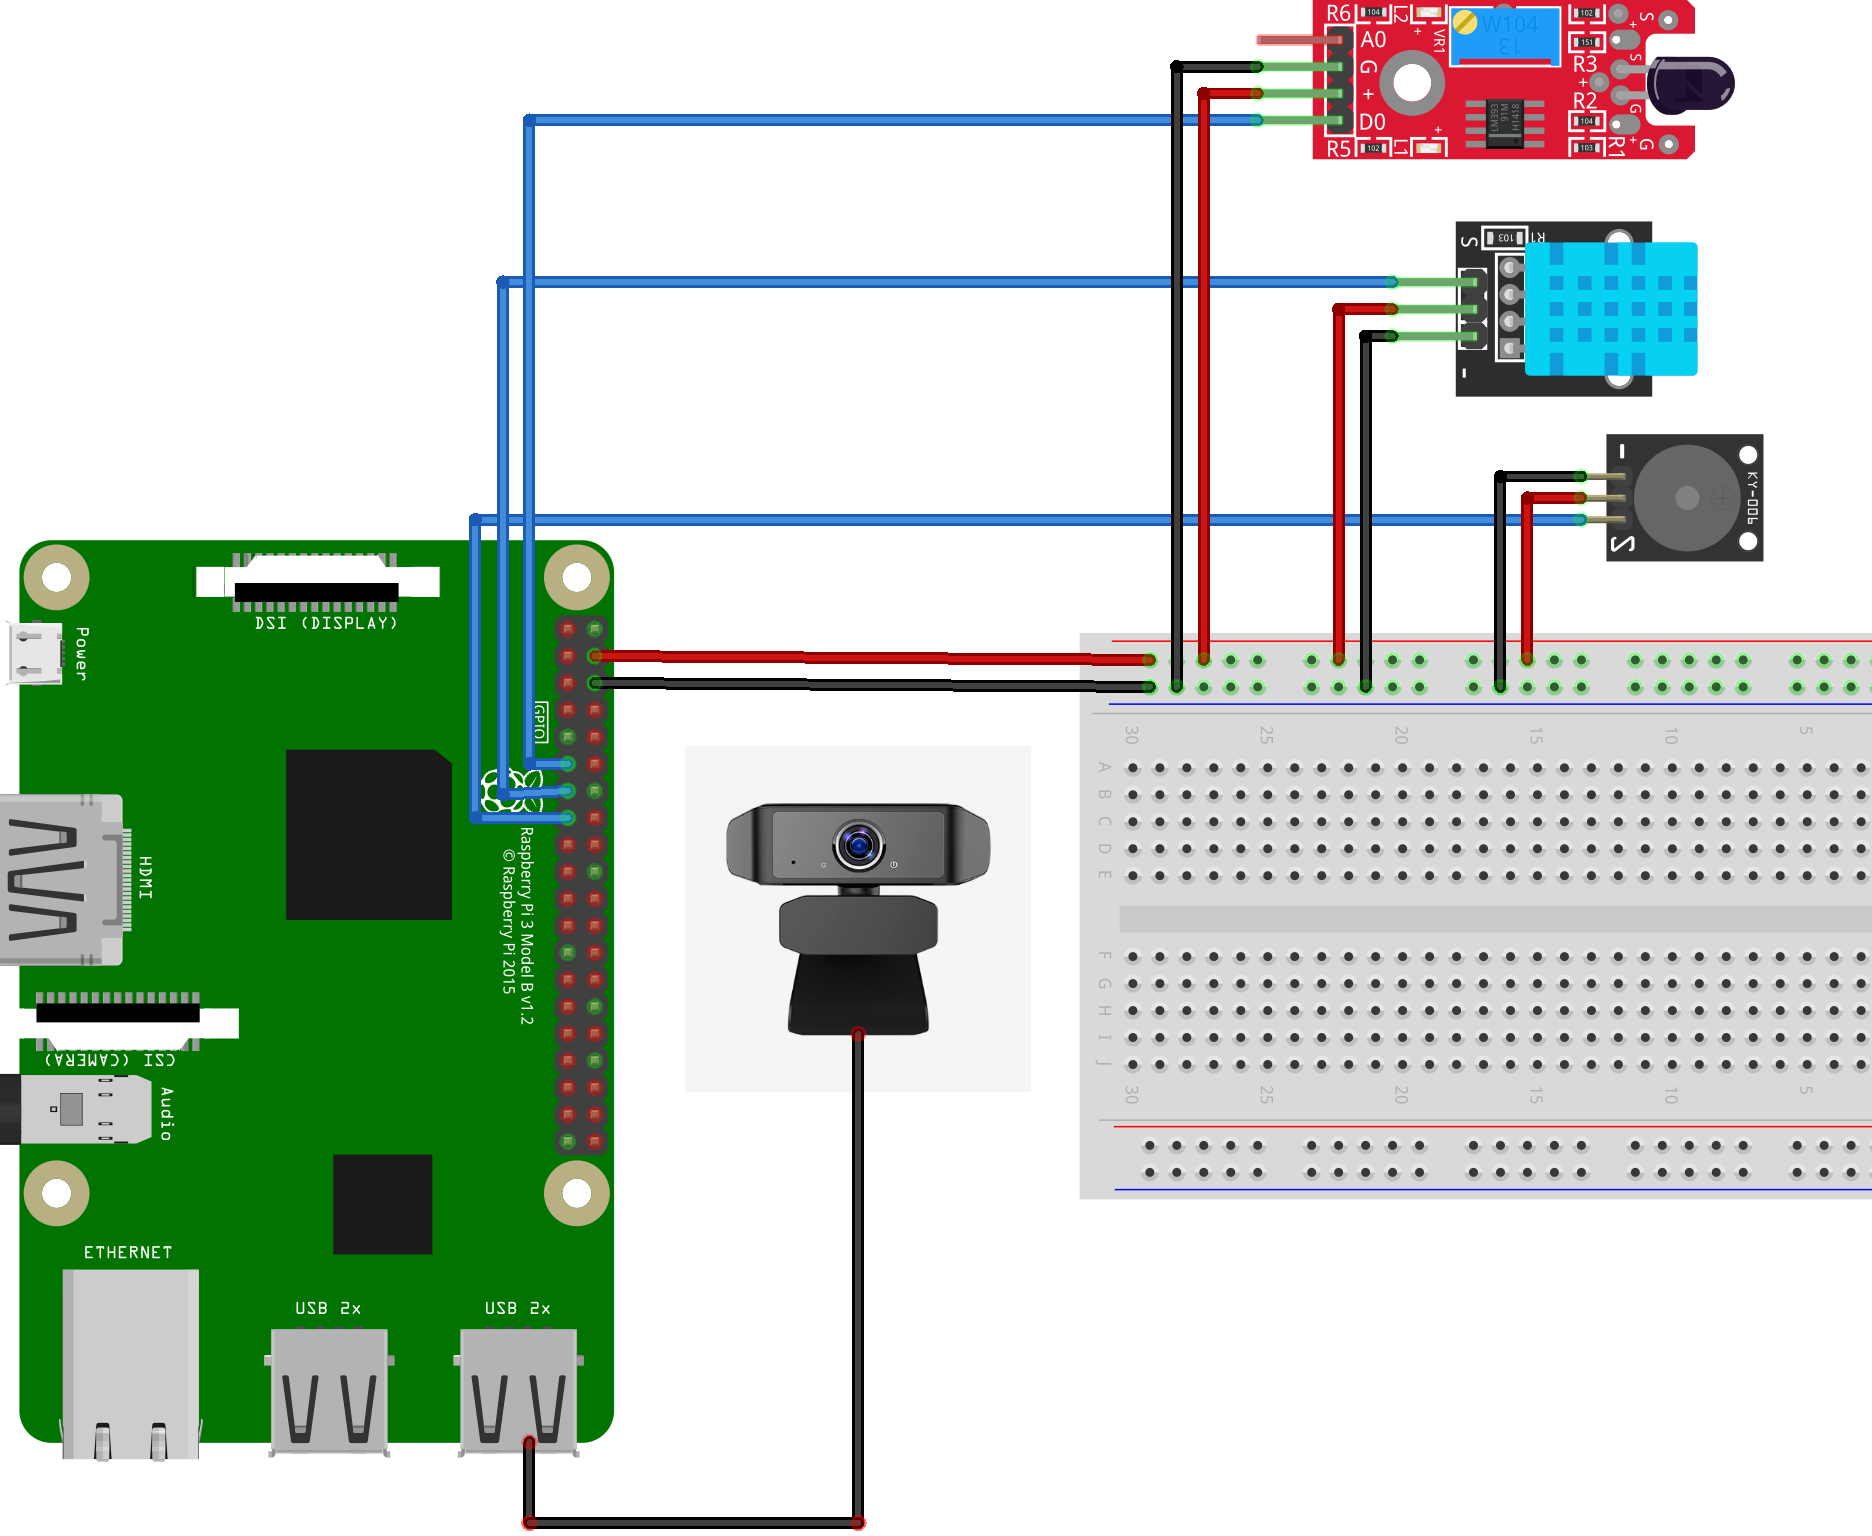 R6
104
L2
VR1
W104
13
102
S
A0
G
+
D0
R5
102
L1
151
R3
R2
104
103
R1
S
G
G
LM393
91M
H1418
S
103
R1
-
-
KY-006
S
DSI (DISPLAY)
Power
GPIO
HDMI
Raspberry Pi 3 Model B v1.2
© Raspberry Pi 2015
CSI (CAMERA)
Audio
ETHERNET
USB 2x
USB 2x
30
25
20
15
10
5
A
B
C
D
E
F
G
H
I
J
30
25
20
15
10
5